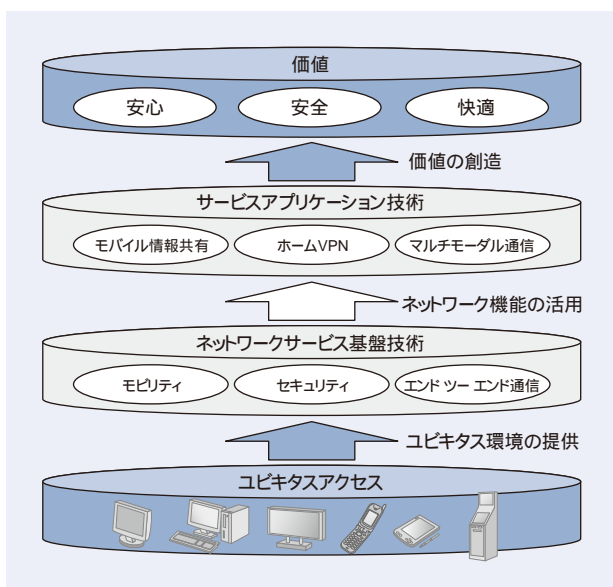 価値
安心
安全
快適
価値の創造
サービスアプリケーション技術
モバイル情報共有
ホームVPN
マルチモーダル通信
ネットワーク機能の活用
ネットワークサービス基盤技術
モビリティ
セキュリティ
エンド ツー エンド通信
ユビキタス環境の提供
ユビキタスアクセス